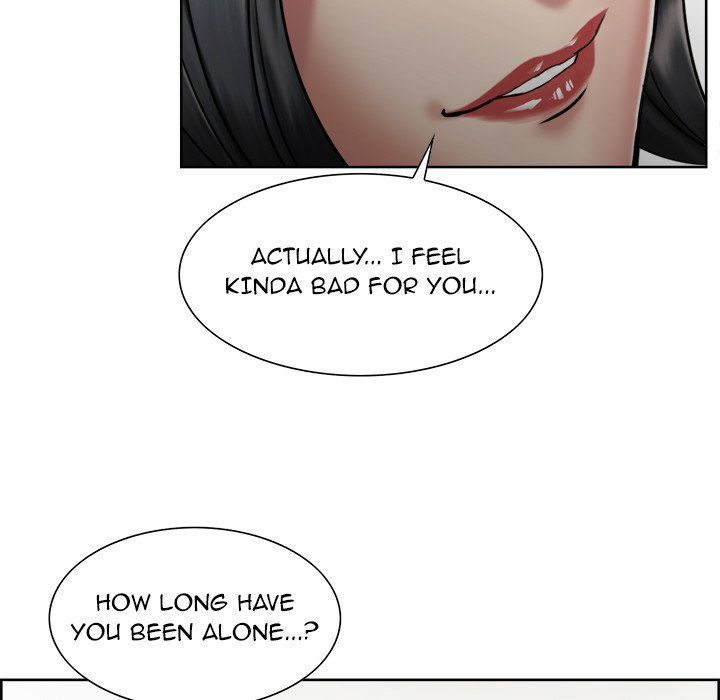 ACTUALLY... I FEEL
KINDA BAD FOR YOU...
HOW LONG HAVE
YOU BEEN ALONE...?